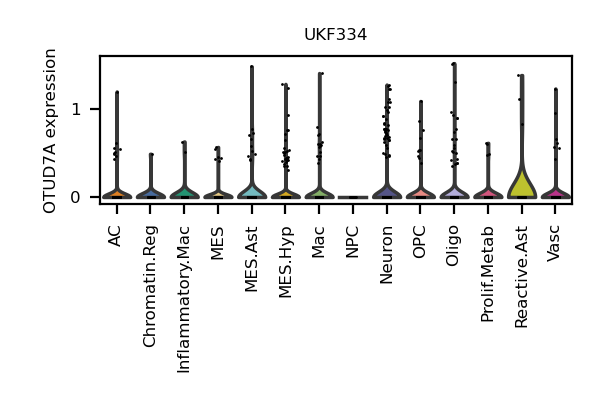 UKF334
OTUD7A expression
1
0
AC
Chromatin.Reg
Inflammatory.Mac
MES
MES.Ast
MES.Hyp
Mac
NPC
Neuron
OPC
Oligo
Prolif.Metab
Reactive.Ast
Vasc